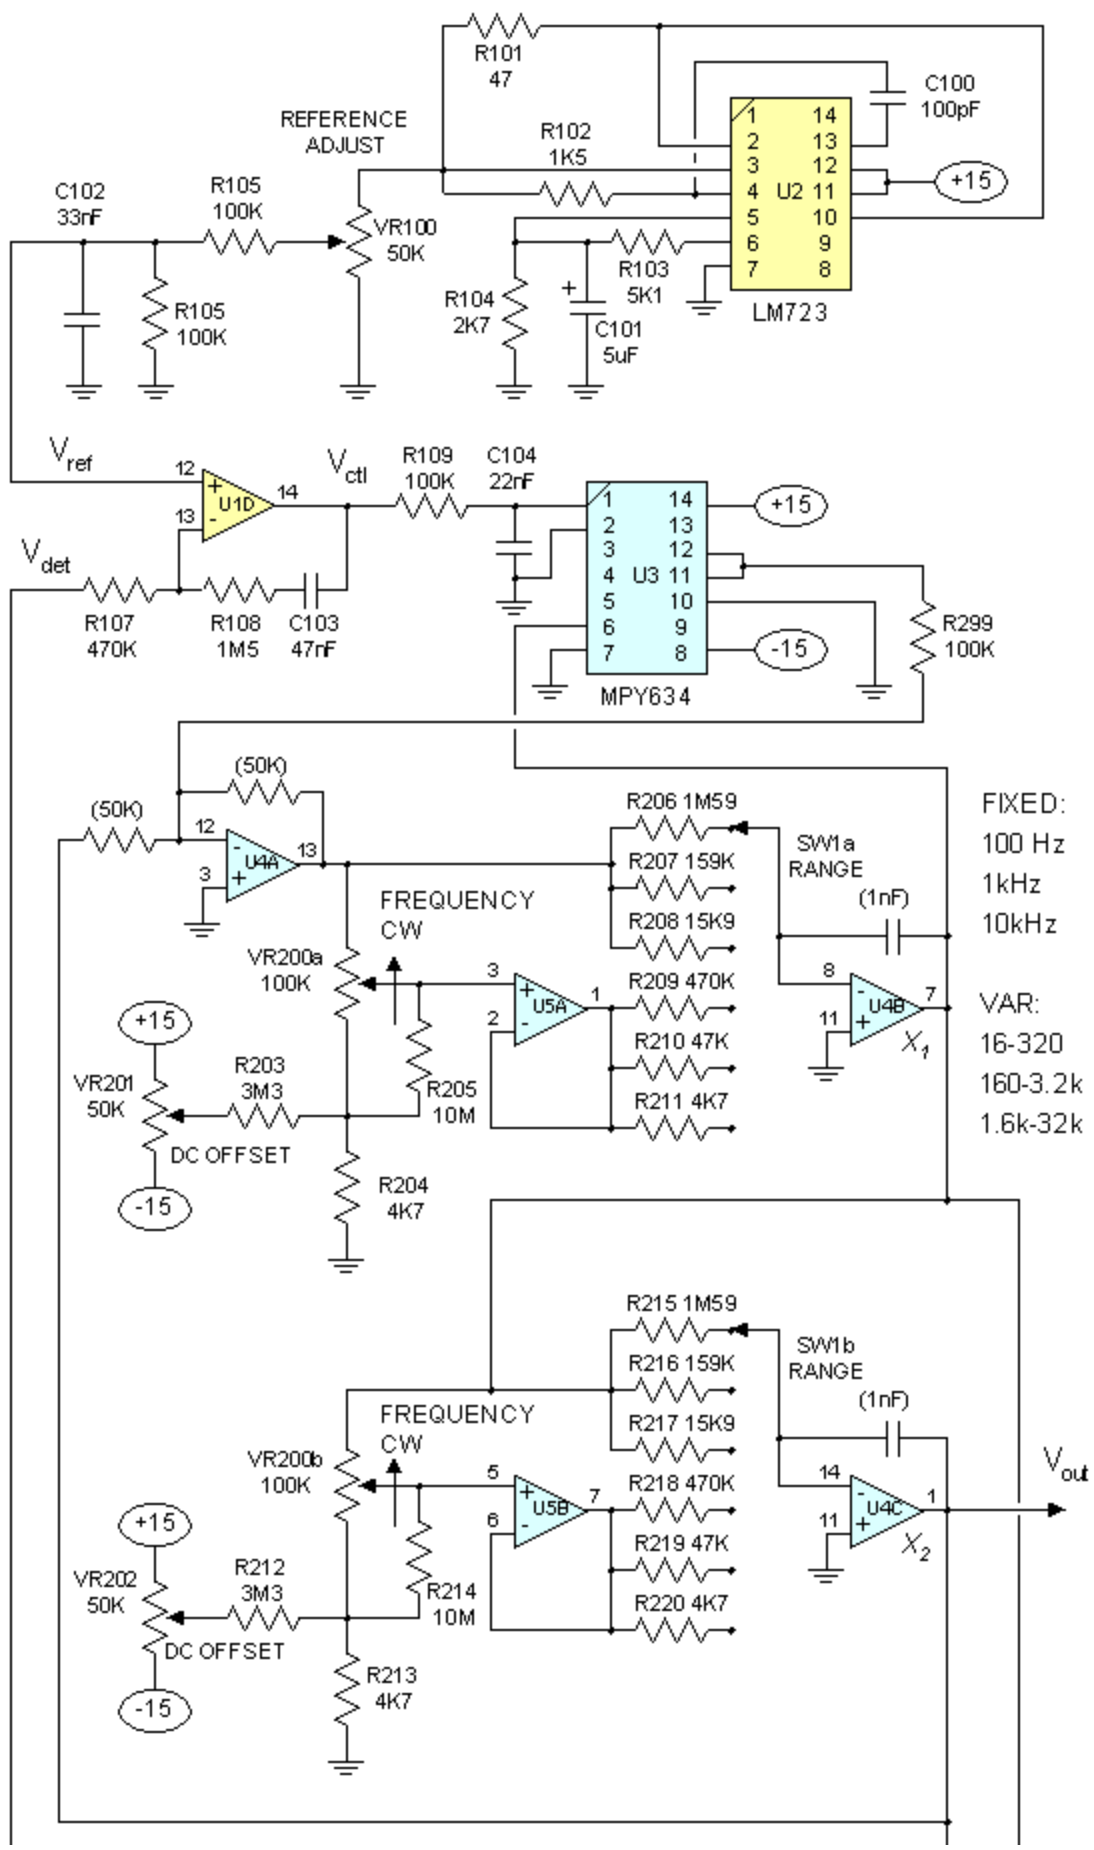 R101
47
C100
100pF
REFERENCE
ADJUST
R102
1K5
1 14
2 13
3 12
4 U2 11
5 10
6 9
7 8
+15
LM723
C102
33nF
R105
100K
VR100
50K
R105
100K
R104
2K7
R103
5K1
+
C101
5uF
Vref
12
+
U1D
-
13
14
Vctl
R109
100K
C104
22nF
Vdet
R107
470K
R108
1M5
C103
47nF
1 14
2 13
3 12
4 U3 11
5 10
6 9
7 8
+15
-15
MPY634
R299
100K
(50K)
(50K)
12
-
U4A
+
3
13
R206 1M59
R207 159K
R208 15K9
SW1a
RANGE
(1nF)
FIXED:
100 Hz
1kHz
10kHz
FREQUENCY
CW
VR200a
100K
3
+
U5A
-
2
1
R209 470K
R210 47K
R211 4K7
8
-
U4B
+
11
7
X1
VAR:
16-320
160-3.2k
1.6k-32k
+15
VR201
50K
R203
3M3
R205
10M
DC OFFSET
-15
R204
4K7
R215 1M59
R216 159K
R217 15K9
SW1b
RANGE
(1nF)
FREQUENCY
CW
VR200b
100K
5
+
U5B
-
6
7
R218 470K
R219 47K
R220 4K7
14
-
U4C
+
11
1
X2
Vout
+15
VR202
50K
R212
3M3
R214
10M
DC OFFSET
-15
R213
4K7